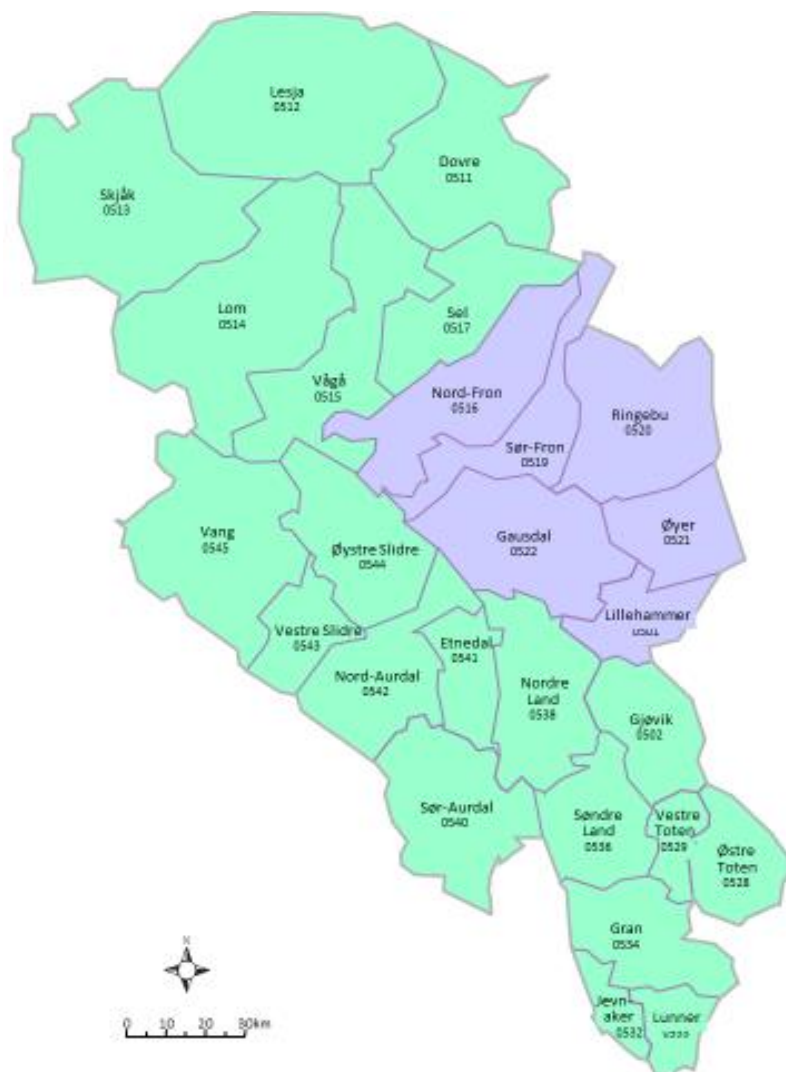 Lesja
0512
Dovre
0511
Skjåk
0513
Lom
0514
Sel
0517
Vågå
0515
Nord-Fron
0516
Ringebu
0520
Sør-Fron
0519
Vang
0545
Øystre Slidre
0544
Gausdal
0522
Øyer
0521
Lillehammer
Vestre Slidre
0543
Etnedal
0541
Nord-Aurdal
0542
Nordre
Land
0538
Gjøvik
0502
Sør-Aurdal
0540
Søndre
Land
0536
Vestre
Toten
0529
Østre
Toten
0528
Gran
0534
Jevn-
aker
0532
Lunner
N
0 10 20 30km